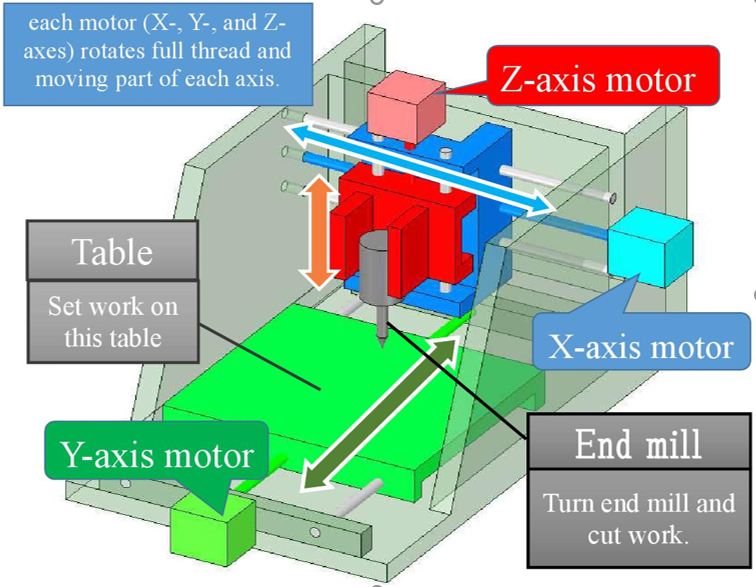 each motor (X-, Y-, and Z-
axes) rotates full thread and
moving part of each axis.
Z-axis motor
Table
Set work on
this table
X-axis motor
Y-axis motor
End mill
Turn end mill and
cut work.